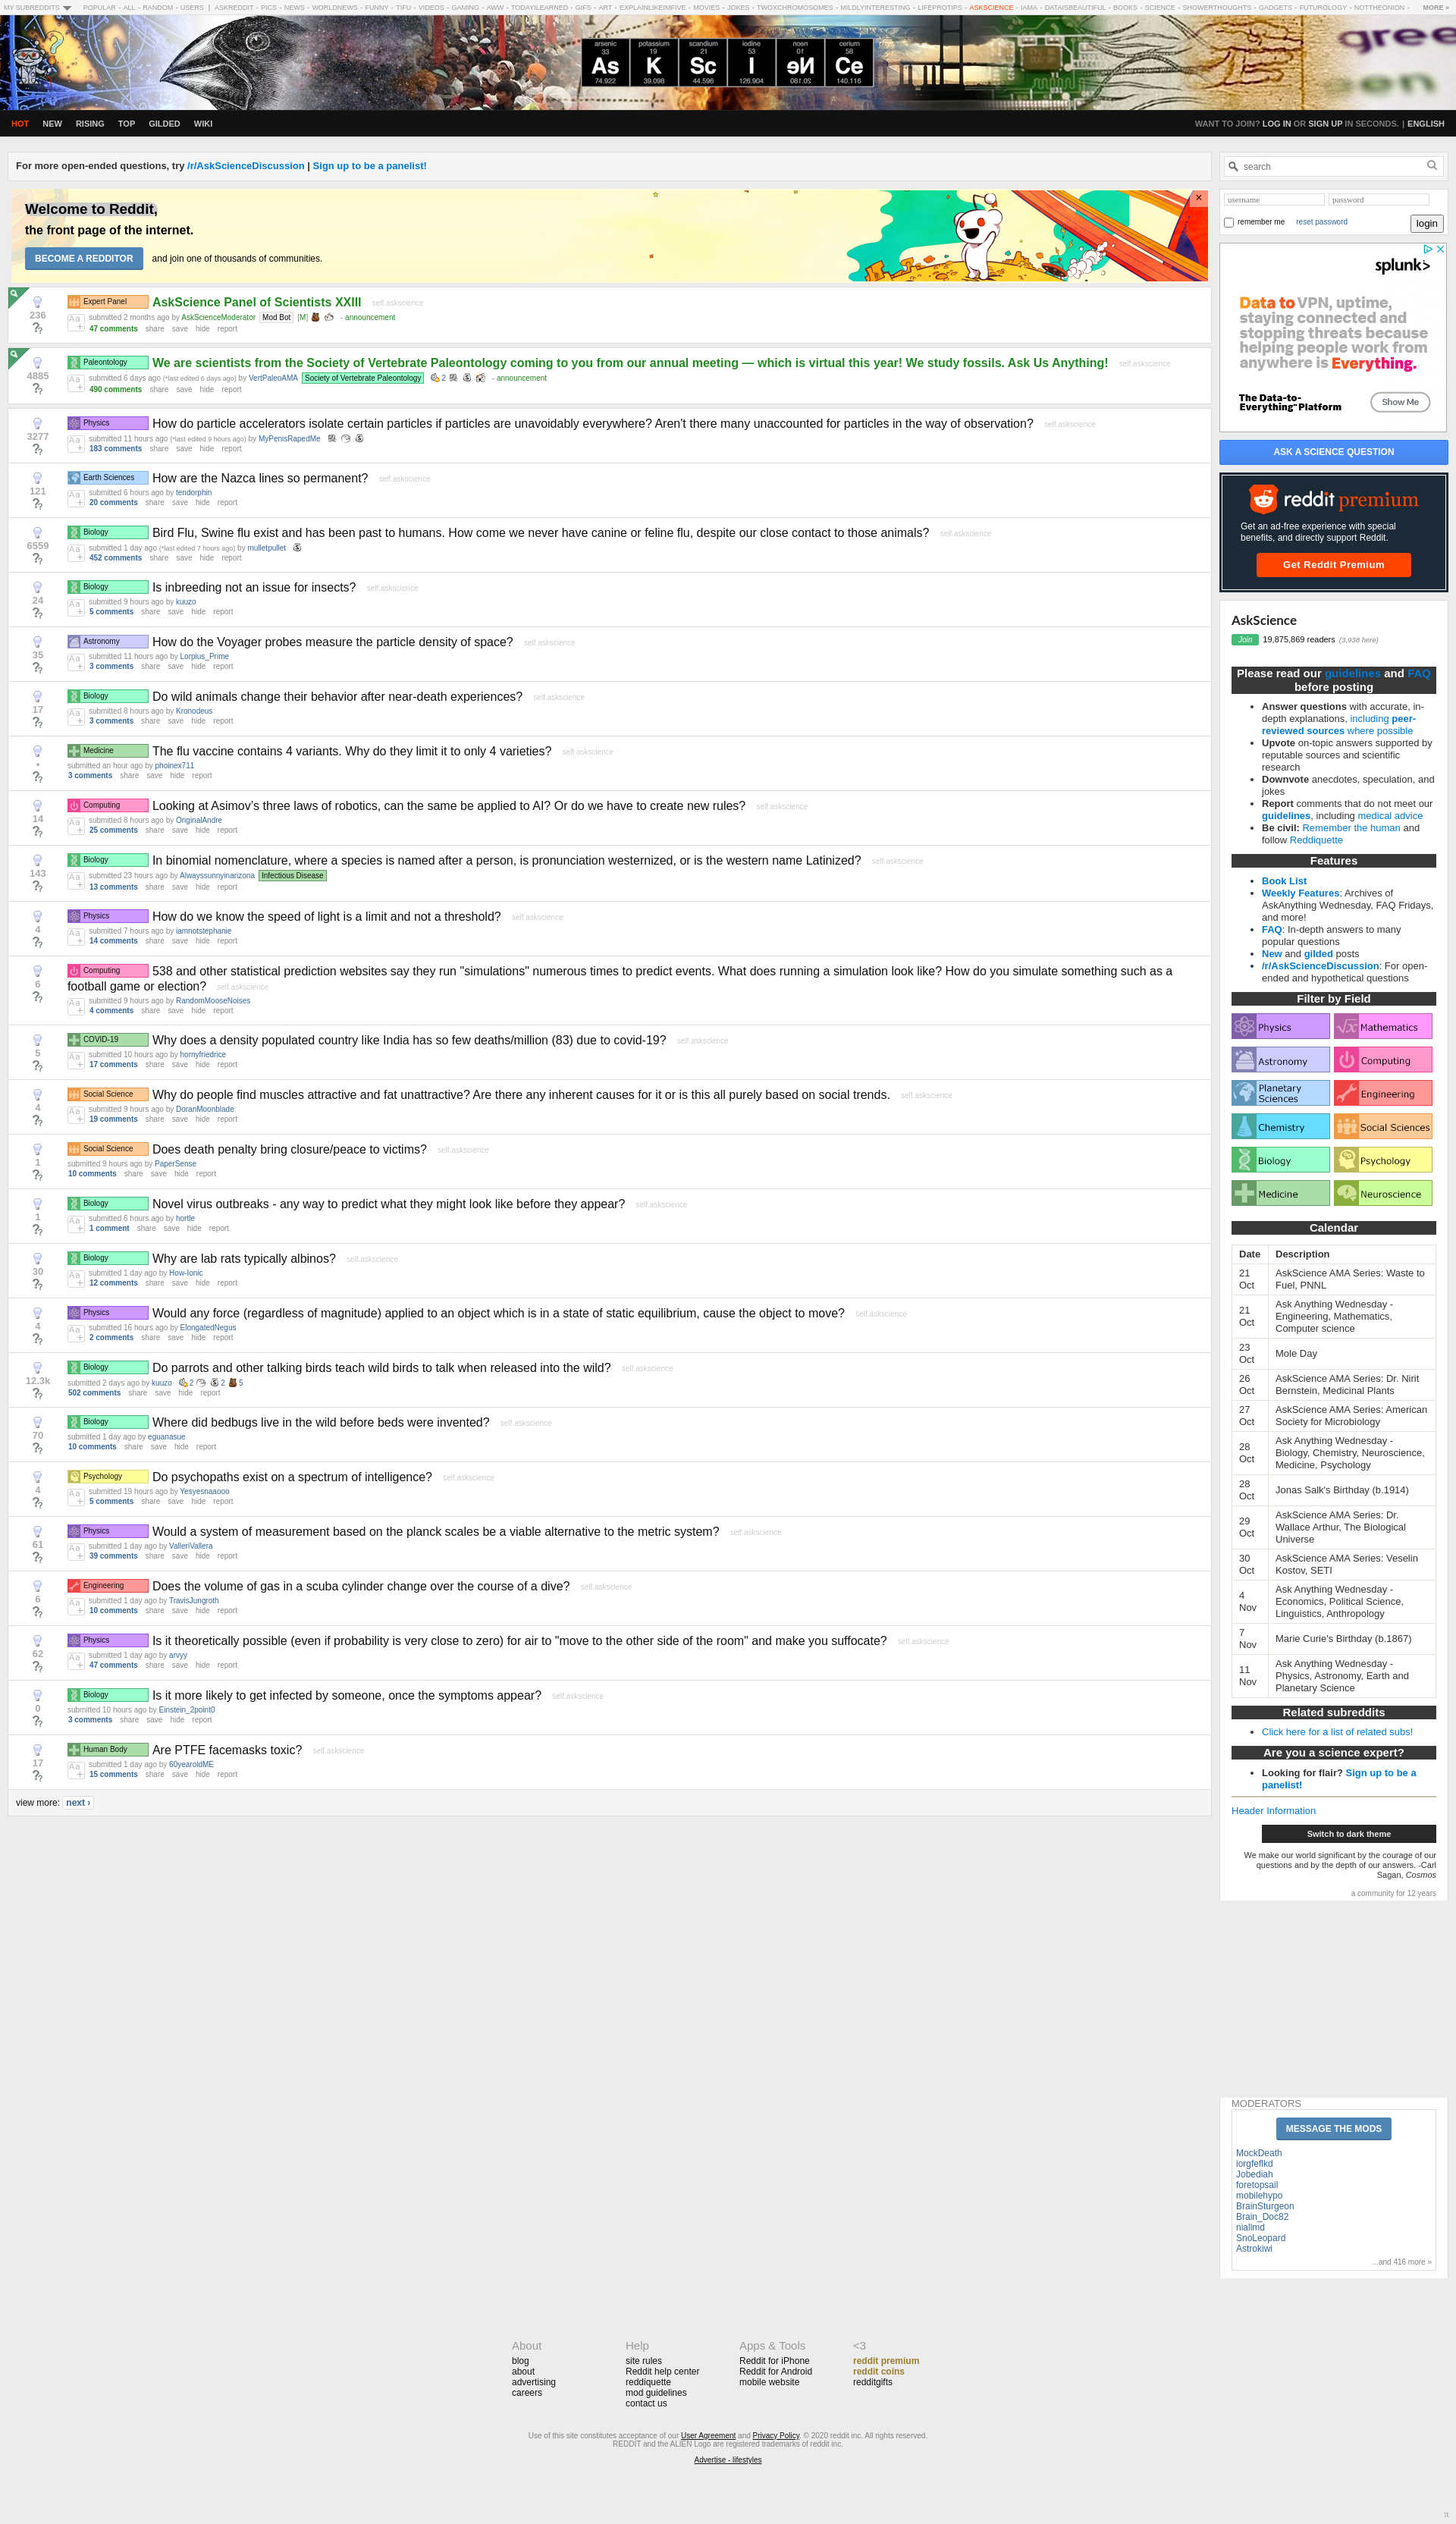 MY SUBREDDITS POPULAR - ALL - RANDOM - USERS | ASKREDDIT - PICS - NEWS - WORLDNEWS - FUNNY - TIFU - VIDEOS - GAMING - AWW - TODAYILEARNED - GIFS - ART - EXPLAINLIKEIMFIVE - MOVIES - JOKES - TWOXCHROMOSOMES - MILDLYINTERESTING - LIFEPROTIPS - ASKSCIENCE - IAMA - DATAISBEAUTIFUL - BOOKS - SCIENCE - SHOWERTHOUGHTS - GADGETS - FUTUROLOGY - NOTTHEONION - MORE »
arsenic potassium scandium iodine neon cerium
33 19 21 53 10 58
As K Sc I Ne Ce
74.922 39.098 44.596 126.904 20.180 140.116
HOT NEW RISING TOP GILDED WIKI
WANT TO JOIN? LOG IN OR SIGN UP IN SECONDS. | ENGLISH
For more open-ended questions, try /r/AskScienceDiscussion | Sign up to be a panelist!
Welcome to Reddit,
the front page of the internet.
BECOME A REDDITOR and join one of thousands of communities.
236
Expert Panel AskScience Panel of Scientists XXIII self.askscience
submitted 2 months ago by AskScienceModerator Mod Bot [M] - announcement
47 comments share save hide report
4885
Paleontology We are scientists from the Society of Vertebrate Paleontology coming to you from our annual meeting — which is virtual this year! We study fossils. Ask Us Anything! self.askscience
submitted 6 days ago (*last edited 6 days ago) by VertPaleoAMA Society of Vertebrate Paleontology 2 - announcement
490 comments share save hide report
3277
Physics How do particle accelerators isolate certain particles if particles are unavoidably everywhere? Aren't there many unaccounted for particles in the way of observation? self.askscience
submitted 11 hours ago (*last edited 9 hours ago) by MyPenisRapedMe
183 comments share save hide report
121
Earth Sciences How are the Nazca lines so permanent? self.askscience
submitted 6 hours ago by tendorphin
20 comments share save hide report
6559
Biology Bird Flu, Swine flu exist and has been past to humans. How come we never have canine or feline flu, despite our close contact to those animals? self.askscience
submitted 1 day ago (*last edited 7 hours ago) by mulletpullet
452 comments share save hide report
24
Biology Is inbreeding not an issue for insects? self.askscience
submitted 9 hours ago by kuuzo
5 comments share save hide report
35
Astronomy How do the Voyager probes measure the particle density of space? self.askscience
submitted 11 hours ago by Lorpius_Prime
3 comments share save hide report
17
Biology Do wild animals change their behavior after near-death experiences? self.askscience
submitted 8 hours ago by Kronodeus
3 comments share save hide report
•
Medicine The flu vaccine contains 4 variants. Why do they limit it to only 4 varieties? self.askscience
submitted an hour ago by phoinex711
3 comments share save hide report
14
Computing Looking at Asimov's three laws of robotics, can the same be applied to AI? Or do we have to create new rules? self.askscience
submitted 8 hours ago by OriginalAndre
25 comments share save hide report
143
Biology In binomial nomenclature, where a species is named after a person, is pronunciation westernized, or is the western name Latinized? self.askscience
submitted 23 hours ago by Alwayssunnyinarizona Infectious Disease
13 comments share save hide report
4
Physics How do we know the speed of light is a limit and not a threshold? self.askscience
submitted 7 hours ago by iamnotstephanie
14 comments share save hide report
6
Computing 538 and other statistical prediction websites say they run "simulations" numerous times to predict events. What does running a simulation look like? How do you simulate something such as a
football game or election? self.askscience
submitted 9 hours ago by RandomMooseNoises
4 comments share save hide report
5
COVID-19 Why does a density populated country like India has so few deaths/million (83) due to covid-19? self.askscience
submitted 10 hours ago by hornyfriedrice
17 comments share save hide report
4
Social Science Why do people find muscles attractive and fat unattractive? Are there any inherent causes for it or is this all purely based on social trends. self.askscience
submitted 9 hours ago by DoranMoonblade
19 comments share save hide report
1
Social Science Does death penalty bring closure/peace to victims? self.askscience
submitted 9 hours ago by PaperSense
10 comments share save hide report
1
Biology Novel virus outbreaks - any way to predict what they might look like before they appear? self.askscience
submitted 6 hours ago by hortle
1 comment share save hide report
30
Biology Why are lab rats typically albinos? self.askscience
submitted 1 day ago by How-Ionic
12 comments share save hide report
4
Physics Would any force (regardless of magnitude) applied to an object which is in a state of static equilibrium, cause the object to move? self.askscience
submitted 16 hours ago by ElongatedNegus
2 comments share save hide report
12.3k
Biology Do parrots and other talking birds teach wild birds to talk when released into the wild? self.askscience
submitted 2 days ago by kuuzo 2 2 5
502 comments share save hide report
70
Biology Where did bedbugs live in the wild before beds were invented? self.askscience
submitted 1 day ago by eguanasue
10 comments share save hide report
4
Psychology Do psychopaths exist on a spectrum of intelligence? self.askscience
submitted 19 hours ago by Yesyesnaaooo
5 comments share save hide report
61
Physics Would a system of measurement based on the planck scales be a viable alternative to the metric system? self.askscience
submitted 1 day ago by ValleriVallera
39 comments share save hide report
6
Engineering Does the volume of gas in a scuba cylinder change over the course of a dive? self.askscience
submitted 1 day ago by TravisJungroth
10 comments share save hide report
62
Physics Is it theoretically possible (even if probability is very close to zero) for air to "move to the other side of the room" and make you suffocate? self.askscience
submitted 1 day ago by arvyy
47 comments share save hide report
0
Biology Is it more likely to get infected by someone, once the symptoms appear? self.askscience
submitted 10 hours ago by Einstein_2point0
3 comments share save hide report
17
Human Body Are PTFE facemasks toxic? self.askscience
submitted 1 day ago by 60yearoldME
15 comments share save hide report
view more: next ›
search
username password
remember me reset password login
splunk>
Data to VPN, uptime,
security, stopping
crashes and stopping
threats because
helping people work
from anywhere
is Everything.
The Data-to-
Everything™ Platform
Show Me
ASK A SCIENCE QUESTION
reddit premium
Get an ad-free experience with special
benefits, and directly support Reddit.
Get Reddit Premium
AskScience
Join 19,875,869 readers (3,938 here)
Please read our guidelines and FAQ
before posting
Answer questions with accurate, in-
depth explanations, including peer-
reviewed sources where possible
Upvote on-topic answers supported by
reputable sources and scientific
research
Downvote anecdotes, speculation, and
jokes
Report comments that do not meet our
guidelines, including medical advice
Be civil: Remember the human and
follow Reddiquette
Features
Book List
Weekly Features: Archives of
AskAnything Wednesday, FAQ Fridays,
and more!
FAQ: In-depth answers to many
popular questions
New and gilded posts
/r/AskScienceDiscussion: For open-
ended and hypothetical questions
Filter by Field
Physics Mathematics
Astronomy Computing
Planetary Sciences Engineering
Chemistry Social Sciences
Biology Psychology
Medicine Neuroscience
Calendar
Date Description
21 Oct AskScience AMA Series: Waste to
Fuel, PNNL
21 Oct Ask Anything Wednesday -
Engineering, Mathematics,
Computer science
23 Oct Mole Day
26 Oct AskScience AMA Series: Dr. Nirit
Bernstein, Medicinal Plants
27 Oct AskScience AMA Series: American
Society for Microbiology
28 Oct Ask Anything Wednesday -
Biology, Chemistry, Neuroscience,
Medicine, Psychology
28 Oct Jonas Salk's Birthday (b.1914)
29 Oct AskScience AMA Series: Dr.
Wallace Arthur, The Biological
Universe
30 Oct AskScience AMA Series: Veselin
Kostov, SETI
4 Nov Ask Anything Wednesday -
Economics, Political Science,
Linguistics, Anthropology
7 Nov Marie Curie's Birthday (b.1867)
11 Nov Ask Anything Wednesday -
Physics, Astronomy, Earth and
Planetary Science
Related subreddits
Click here for a list of related subs!
Are you a science expert?
Looking for flair? Sign up to be a
panelist!
Header Information
Switch to dark theme
We make our world significant by the courage of our
questions and by the depth of our answers. -Carl
Sagan, Cosmos
a community for 12 years
MODERATORS
MESSAGE THE MODS
MockDeath
iorgfeflkd
Jobediah
foretopsail
mobilehypo
BrainSturgeon
Brain_Doc82
niallmd
SnoLeopard
Astrokiwi
...and 416 more »
About
blog
about
advertising
careers
Help
site rules
Reddit help center
reddiquette
mod guidelines
contact us
Apps & Tools
Reddit for iPhone
Reddit for Android
mobile website
<3
reddit premium
reddit coins
redditgifts
Use of this site constitutes acceptance of our User Agreement and Privacy Policy. © 2020 reddit inc. All rights reserved.
REDDIT and the ALIEN Logo are registered trademarks of reddit inc.
Advertise - lifestyles
π